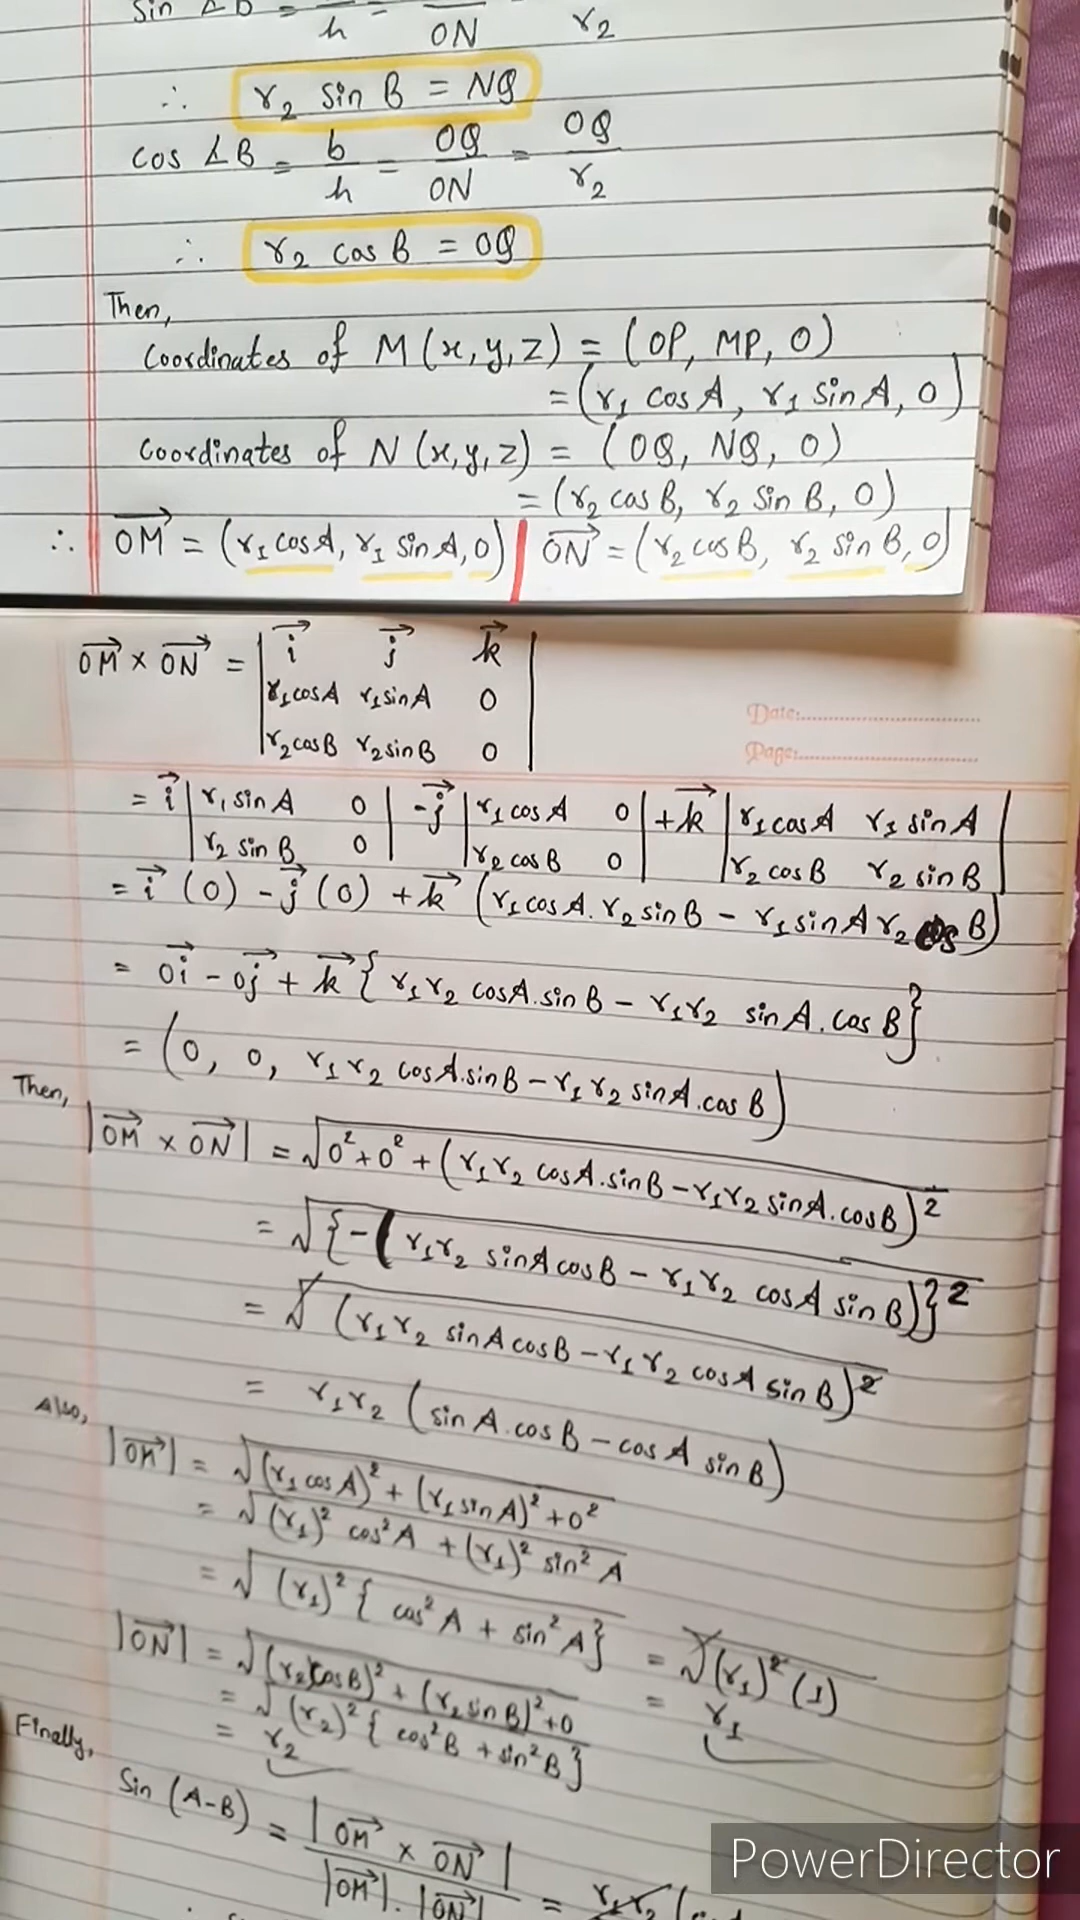 sin ∠B = /h = /ON /r₂
∴ r₂ sin B = NQ
cos ∠B = b/h = OQ/ON = OQ/r₂
∴ r₂ cos B = OQ
Then,
Coordinates of M (x, y, z) = (OP, MP, O)
= (r₁ cos A, r₁ sin A, 0)
Coordinates of N (x, y, z) = (OQ, NQ, 0)
= (r₂ cos B, r₂ sin B, 0)
∴ OM→ = (r₁ cos A, r₁ sin A, 0) | ON→ = (r₂ cos B, r₂ sin B, 0)
OM→ × ON→ = | i→ j→ k→ |
| r₁cosA r₁sinA 0 |
Date:
| r₂cosB r₂sinB 0 |
Page:
= i→ | r₁ sin A 0 | - j→ | r₁ cos A 0 | + k→ | r₁cosA r₁ sin A |
| r₂ sin B 0 | | r₂ cos B 0 | | r₂ cosB r₂ sin B |
= i→ (0) - j→ (0) + k→ (r₁ cos A. r₂ sin B - r₁ sin A r₂ cos B)
= 0i→ - 0j→ + k→ { r₁r₂ cosA.sin B - r₁r₂ sin A. cos B}
= (0, 0, r₁r₂ cosA.sinB - r₁r₂ sinA.cos B)
Then,
|OM→ × ON→| = √0² + 0² + (r₁r₂ cosA.sinB - r₁r₂ sinA.cosB)²
= √{-(r₁r₂ sinA cosB - r₁r₂ cosA sin B)}²
= √(r₁r₂ sin A cos B - r₁r₂ cosA sin B)²
= r₁r₂ (sin A.cos B - cos A sin B)
Also,
|OM→| = √(r₁ cos A)² + (r₁ sin A)² + 0²
= √(r₁)² cos² A + (r₁)² sin² A
= √(r₁)² { cos² A + sin² A} = √(r₁)² (1)
= r₁
|ON→| = √(r₂cosB)² + (r₂ sin B)² + 0
= √(r₂)² { cos² B + sin² B}
= r₂
Finally,
Sin (A-B) = |OM→ × ON→| / |OM→|. |ON→| = r₁r₂
PowerDirector